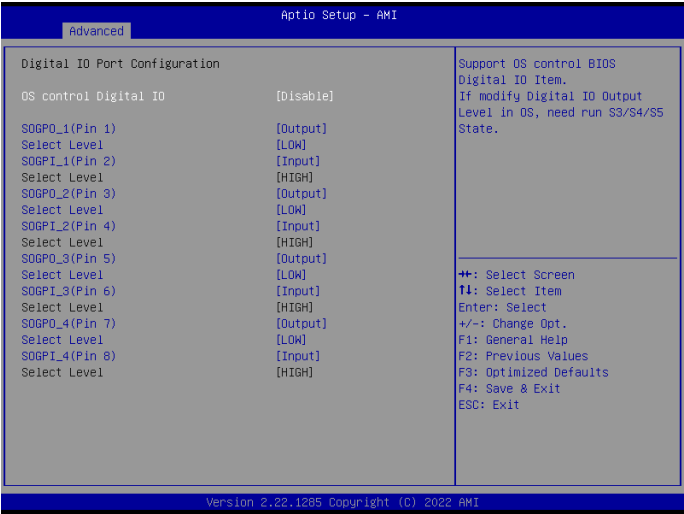 Aptio Setup – AMI
Advanced
Digital IO Port Configuration
OS control Digital IO [Disable]
SOGPO_1(Pin 1) [Output]
Select Level [LOW]
SOGPI_1(Pin 2) [Input]
Select Level [HIGH]
SOGPO_2(Pin 3) [Output]
Select Level [LOW]
SOGPI_2(Pin 4) [Input]
Select Level [HIGH]
SOGPO_3(Pin 5) [Output]
Select Level [LOW]
SOGPI_3(Pin 6) [Input]
Select Level [HIGH]
SOGPO_4(Pin 7) [Output]
Select Level [LOW]
SOGPI_4(Pin 8) [Input]
Select Level [HIGH]
Support OS control BIOS
Digital IO Item.
If modify Digital IO Output
Level in OS, need run S3/S4/S5
State.
→←: Select Screen
↑↓: Select Item
Enter: Select
+/-: Change Opt.
F1: General Help
F2: Previous Values
F3: Optimized Defaults
F4: Save & Exit
ESC: Exit
Version 2.22.1285 Copyright (C) 2022 AMI